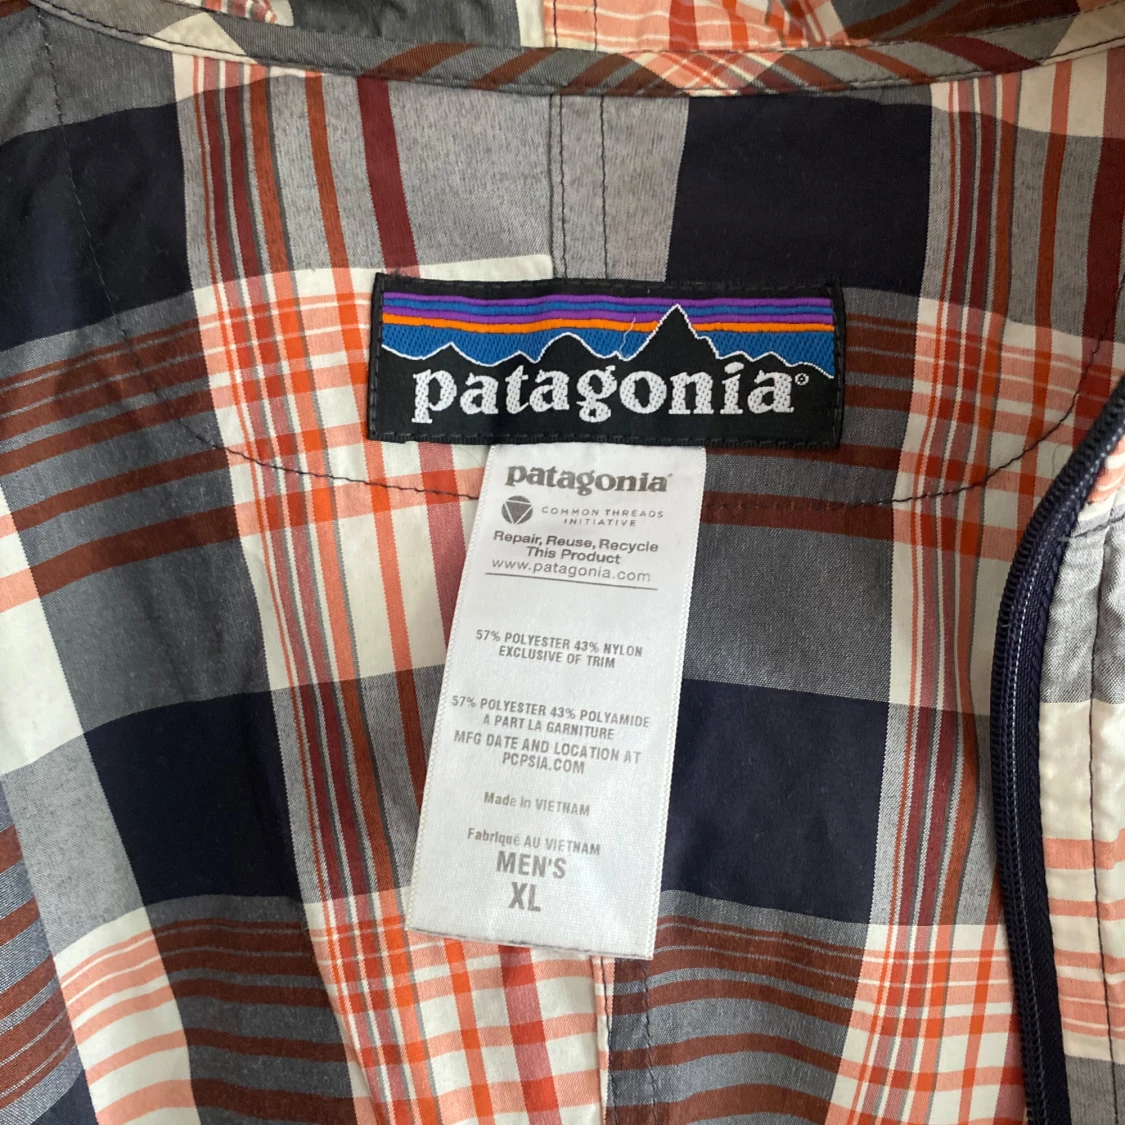 patagonia®
patagonia®
COMMON THREADS
INITIATIVE
Repair, Reuse, Recycle
This Product
www.patagonia.com
57% POLYESTER 43% NYLON
EXCLUSIVE OF TRIM
57% POLYESTER 43% POLYAMIDE
A PART LA GARNITURE
MFG DATE AND LOCATION AT
PCPSIA.COM
Made in VIETNAM
Fabriqué AU VIETNAM
MEN'S
XL